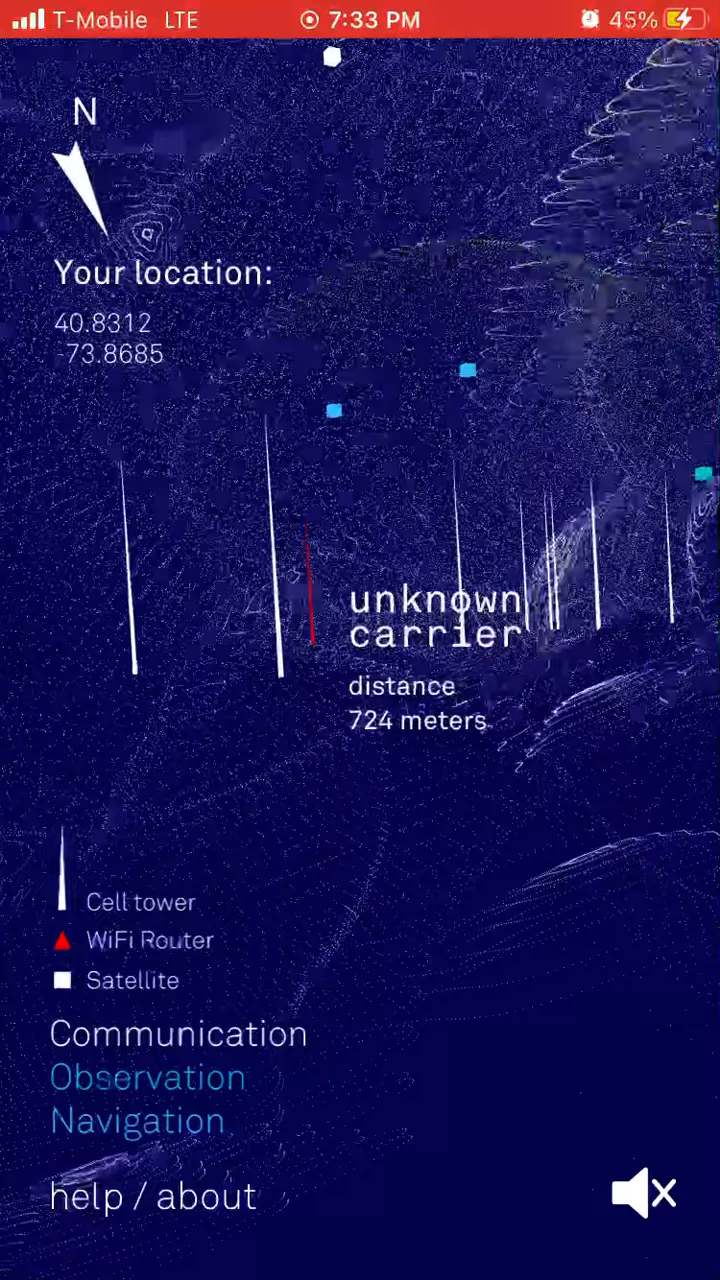 T-Mobile LTE 7:33 PM 45%
N
Your location:
40.8312
-73.8685
unknown
carrier
distance
724 meters
Cell tower
WiFi Router
Satellite
Communication
Observation
Navigation
help / about